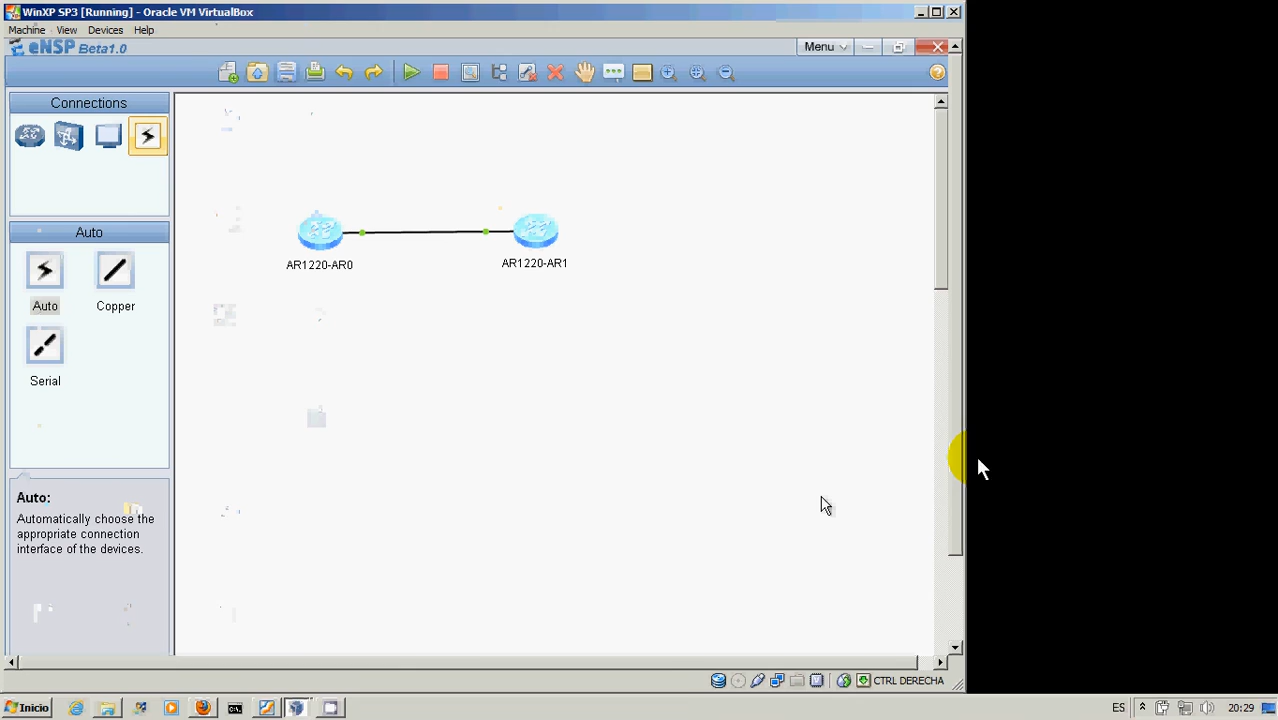 WinXP SP3 [Running] - Oracle VM VirtualBox
Machine View Devices Help
eNSP Beta1.0
Menu
Connections
Auto
Auto
Copper
Serial
Auto:
Automatically choose the
appropriate connection
interface of the devices.
AR1220-AR0
AR1220-AR1
CTRL DERECHA
Inicio
ES
20:29